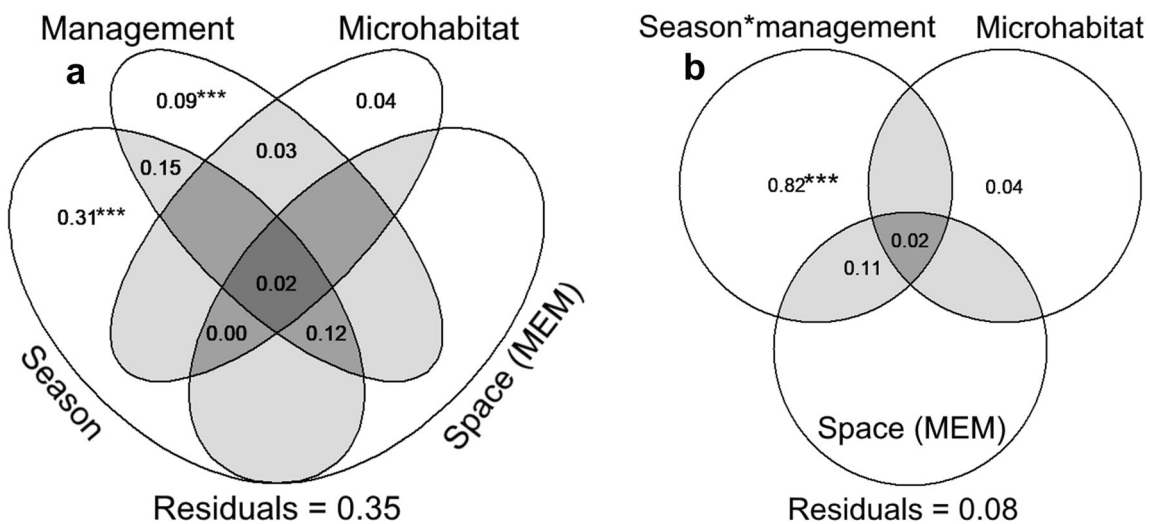 Management Microhabitat
a
0.09*** 0.04
0.03
0.15
0.31***
0.02
0.00 0.12
Season
Space (MEM)
Residuals = 0.35
Season*management Microhabitat
b
0.82*** 0.04
0.02
0.11
Space (MEM)
Residuals = 0.08